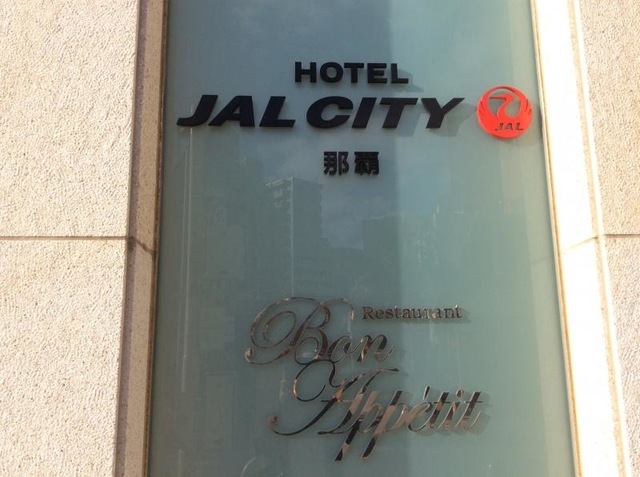 HOTEL
JAL CITY
JAL
那覇
Restaurant
Bon
Appétit